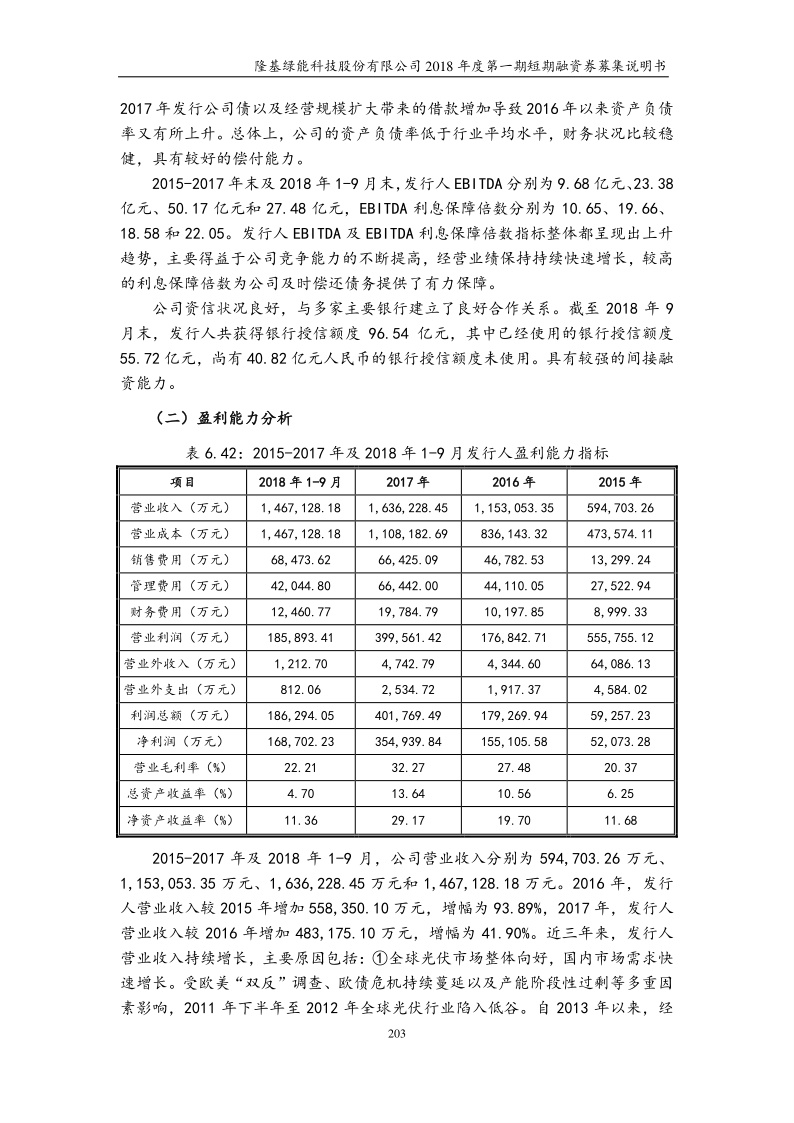 隆基绿能科技股份有限公司 2018 年度第一期短期融资券募集说明书
2017 年发行公司债以及经营规模扩大带来的借款增加导致 2016 年以来资产负债
率又有所上升。总体上，公司的资产负债率低于行业平均水平，财务状况比较稳
健，具有较好的偿付能力。
2015-2017 年末及 2018 年 1-9 月末，发行人 EBITDA 分别为 9.68 亿元、23.38
亿元、50.17 亿元和 27.48 亿元，EBITDA 利息保障倍数分别为 10.65、19.66、
18.58 和 22.05。发行人 EBITDA 及 EBITDA 利息保障倍数指标整体都呈现出上升
趋势，主要得益于公司竞争能力的不断提高，经营业绩保持持续快速增长，较高
的利息保障倍数为公司及时偿还债务提供了有力保障。
公司资信状况良好，与多家主要银行建立了良好合作关系。截至 2018 年 9
月末，发行人共获得银行授信额度 96.54 亿元，其中已经使用的银行授信额度
55.72 亿元，尚有 40.82 亿元人民币的银行授信额度未使用。具有较强的间接融
资能力。
（二）盈利能力分析
表 6.42：2015-2017 年及 2018 年 1-9 月发行人盈利能力指标
项目 2018 年 1-9 月 2017 年 2016 年 2015 年
营业收入（万元） 1,467,128.18 1,636,228.45 1,153,053.35 594,703.26
营业成本（万元） 1,467,128.18 1,108,182.69 836,143.32 473,574.11
销售费用（万元） 68,473.62 66,425.09 46,782.53 13,299.24
管理费用（万元） 42,044.80 66,442.00 44,110.05 27,522.94
财务费用（万元） 12,460.77 19,784.79 10,197.85 8,999.33
营业利润（万元） 185,893.41 399,561.42 176,842.71 555,755.12
营业外收入（万元） 1,212.70 4,742.79 4,344.60 64,086.13
营业外支出（万元） 812.06 2,534.72 1,917.37 4,584.02
利润总额（万元） 186,294.05 401,769.49 179,269.94 59,257.23
净利润（万元） 168,702.23 354,939.84 155,105.58 52,073.28
营业毛利率（%） 22.21 32.27 27.48 20.37
总资产收益率（%） 4.70 13.64 10.56 6.25
净资产收益率（%） 11.36 29.17 19.70 11.68
2015-2017 年及 2018 年 1-9 月，公司营业收入分别为 594,703.26 万元、
1,153,053.35 万元、1,636,228.45 万元和 1,467,128.18 万元。2016 年，发行
人营业收入较 2015 年增加 558,350.10 万元，增幅为 93.89%，2017 年，发行人
营业收入较 2016 年增加 483,175.10 万元，增幅为 41.90%。近三年来，发行人
营业收入持续增长，主要原因包括：①全球光伏市场整体向好，国内市场需求快
速增长。受欧美“双反”调查、欧债危机持续蔓延以及产能阶段性过剩等多重因
素影响，2011 年下半年至 2012 年全球光伏行业陷入低谷。自 2013 年以来，经
203